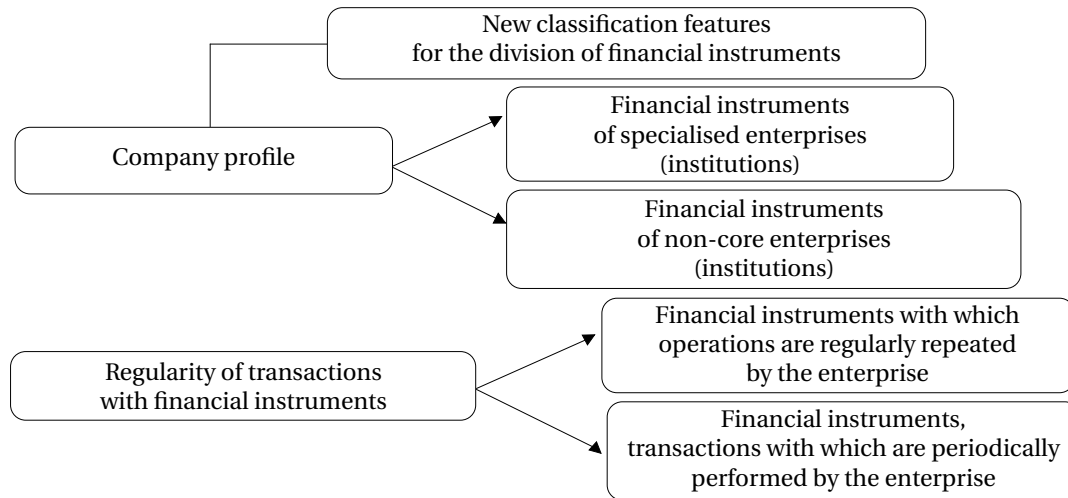 New classification features
for the division of financial instruments
Company profile
Financial instruments
of specialised enterprises
(institutions)
Financial instruments
of non-core enterprises
(institutions)
Regularity of transactions
with financial instruments
Financial instruments with which
operations are regularly repeated
by the enterprise
Financial instruments,
transactions with which are periodically
performed by the enterprise